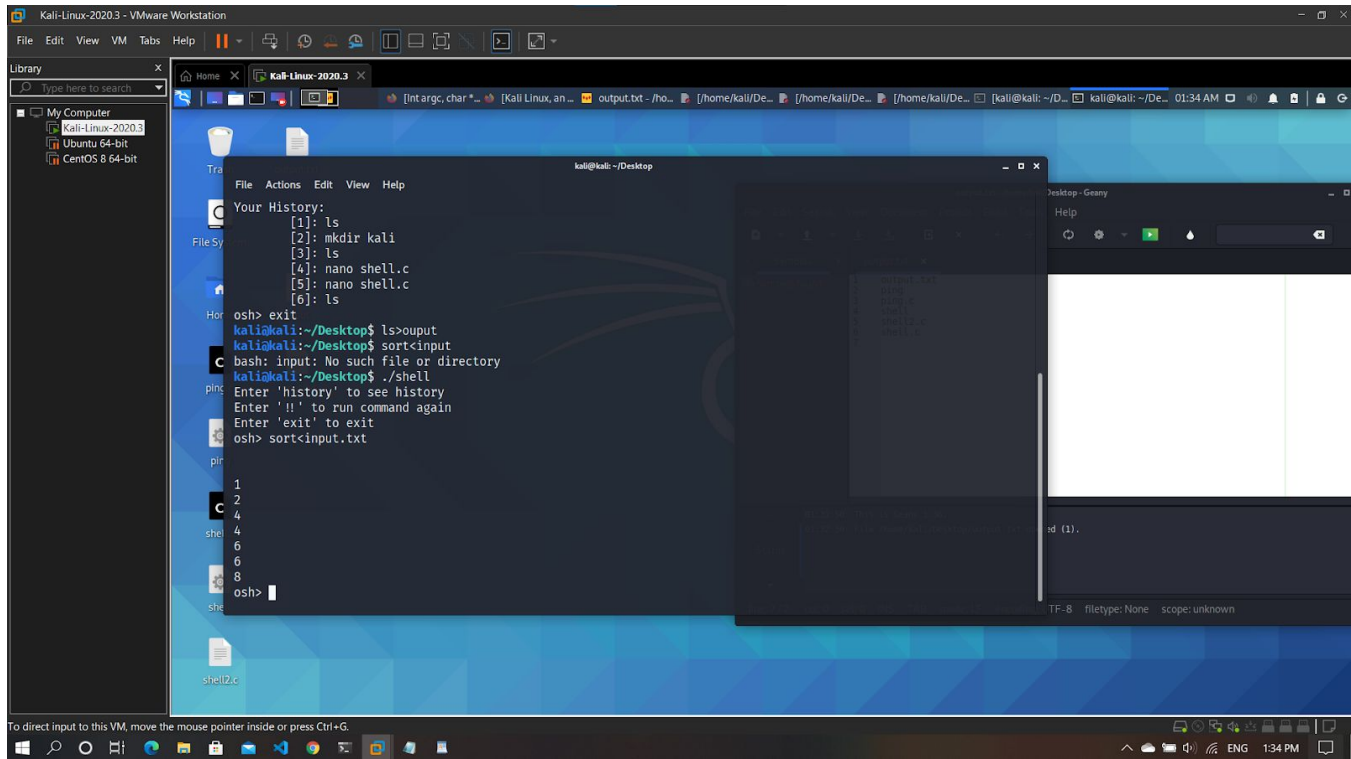 Kali-Linux-2020.3 - VMware Workstation
File Edit View VM Tabs Help
Library x
Type here to search
My Computer
Kali-Linux-2020.3
Ubuntu 64-bit
CentOS 8 64-bit
Home Kali-Linux-2020.3
[Int argc, char *... [Kali Linux, an ... output.txt - /ho... [/home/kali/De... [/home/kali/De... [/home/kali/De... [kali@kali: ~/D... kali@kali: ~/De... 01:34 AM
Tra
File Sy
Hor
ping
pin
shel
she
shell2.c
kali@kali: ~/Desktop
File Actions Edit View Help
Your History:
[1]: ls
[2]: mkdir kali
[3]: ls
[4]: nano shell.c
[5]: nano shell.c
[6]: ls
osh> exit
kali@kali:~/Desktop$ ls>ouput
kali@kali:~/Desktop$ sort<input
bash: input: No such file or directory
kali@kali:~/Desktop$ ./shell
Enter 'history' to see history
Enter '!!' to run command again
Enter 'exit' to exit
osh> sort<input.txt
1
2
4
4
6
6
8
osh>
Desktop - Geany
Help
ed (1).
TF-8 filetype: None scope: unknown
To direct input to this VM, move the mouse pointer inside or press Ctrl+G.
ENG 1:34 PM